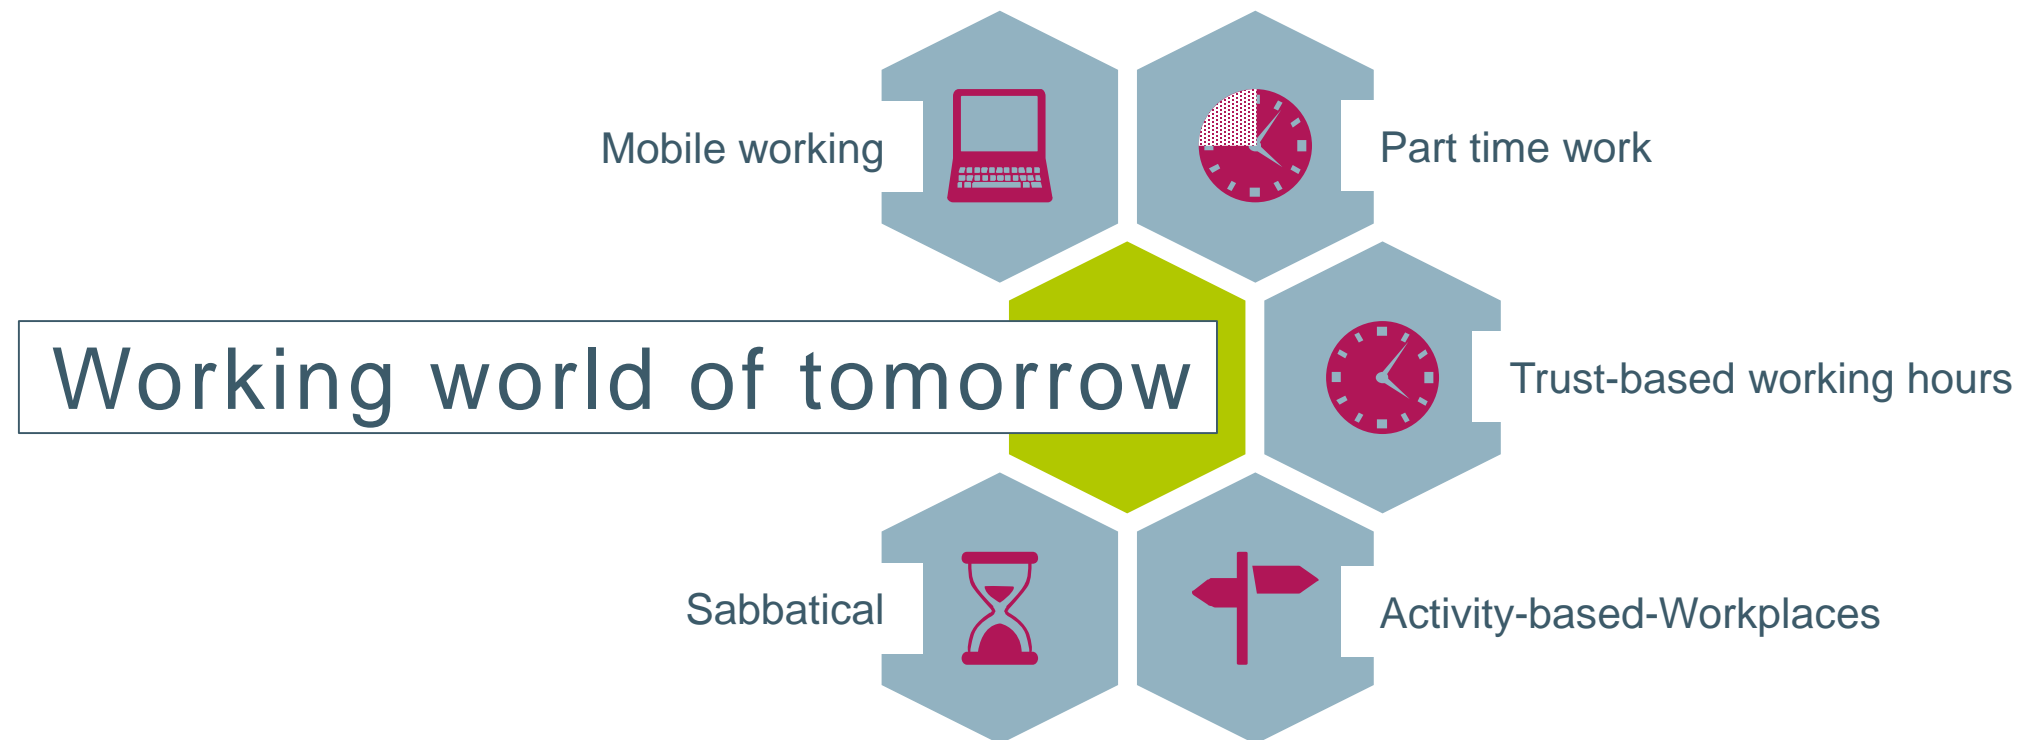 Mobile working
Part time work
Working world of tomorrow
Trust-based working hours
Sabbatical
Activity-based-Workplaces